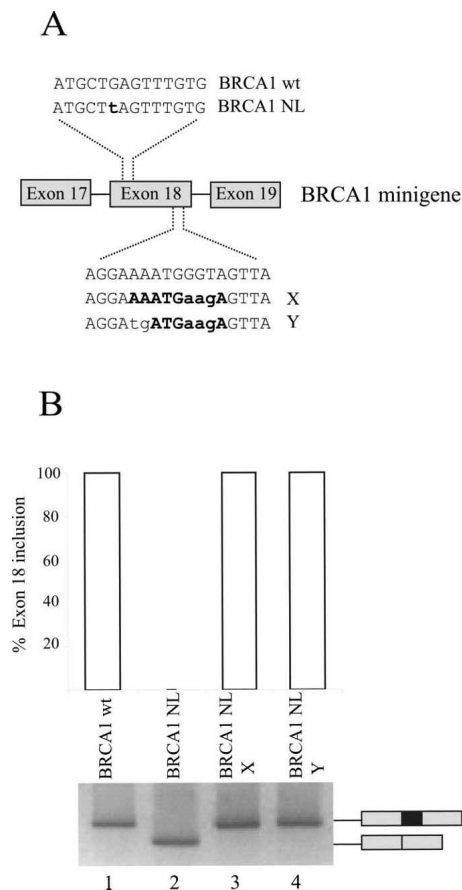 A
ATGCTGAGTTTGTG BRCA1 wt
ATGCTtAGTTTGTG BRCA1 NL
Exon 17 Exon 18 Exon 19 BRCA1 minigene
AGGAAAATGGGTAGTTA
AGGAAAATGaagAGTTA X
AGGAtgATGaagAGTTA Y
B
% Exon 18 inclusion
100
80
60
40
20
BRCA1 wt
BRCA1 NL
BRCA1 NL
X
BRCA1 NL
Y
1 2 3 4